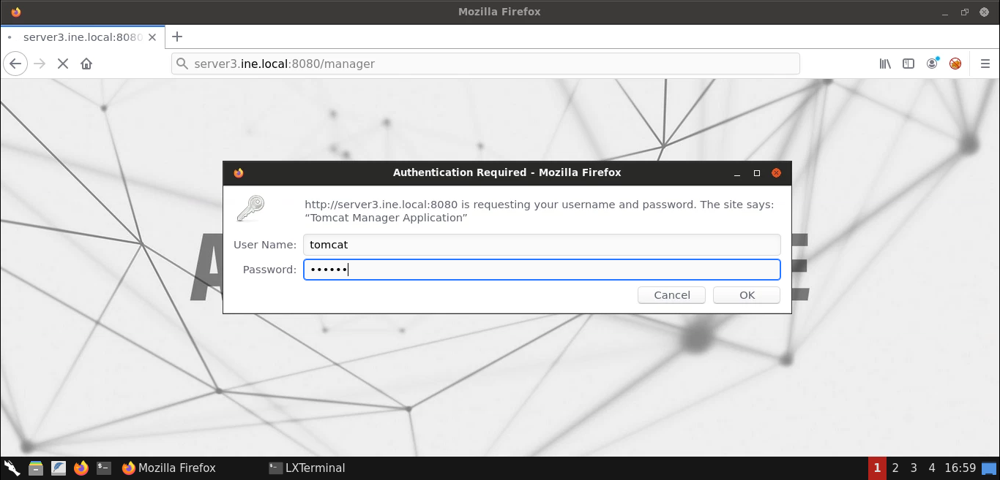 Mozilla Firefox
server3.ine.local:8080
server3.ine.local:8080/manager
Authentication Required - Mozilla Firefox
http://server3.ine.local:8080 is requesting your username and password. The site says:
“Tomcat Manager Application”
User Name: tomcat
Password: ••••••
Cancel OK
A E
Mozilla Firefox LXTerminal 1 2 3 4 16:59